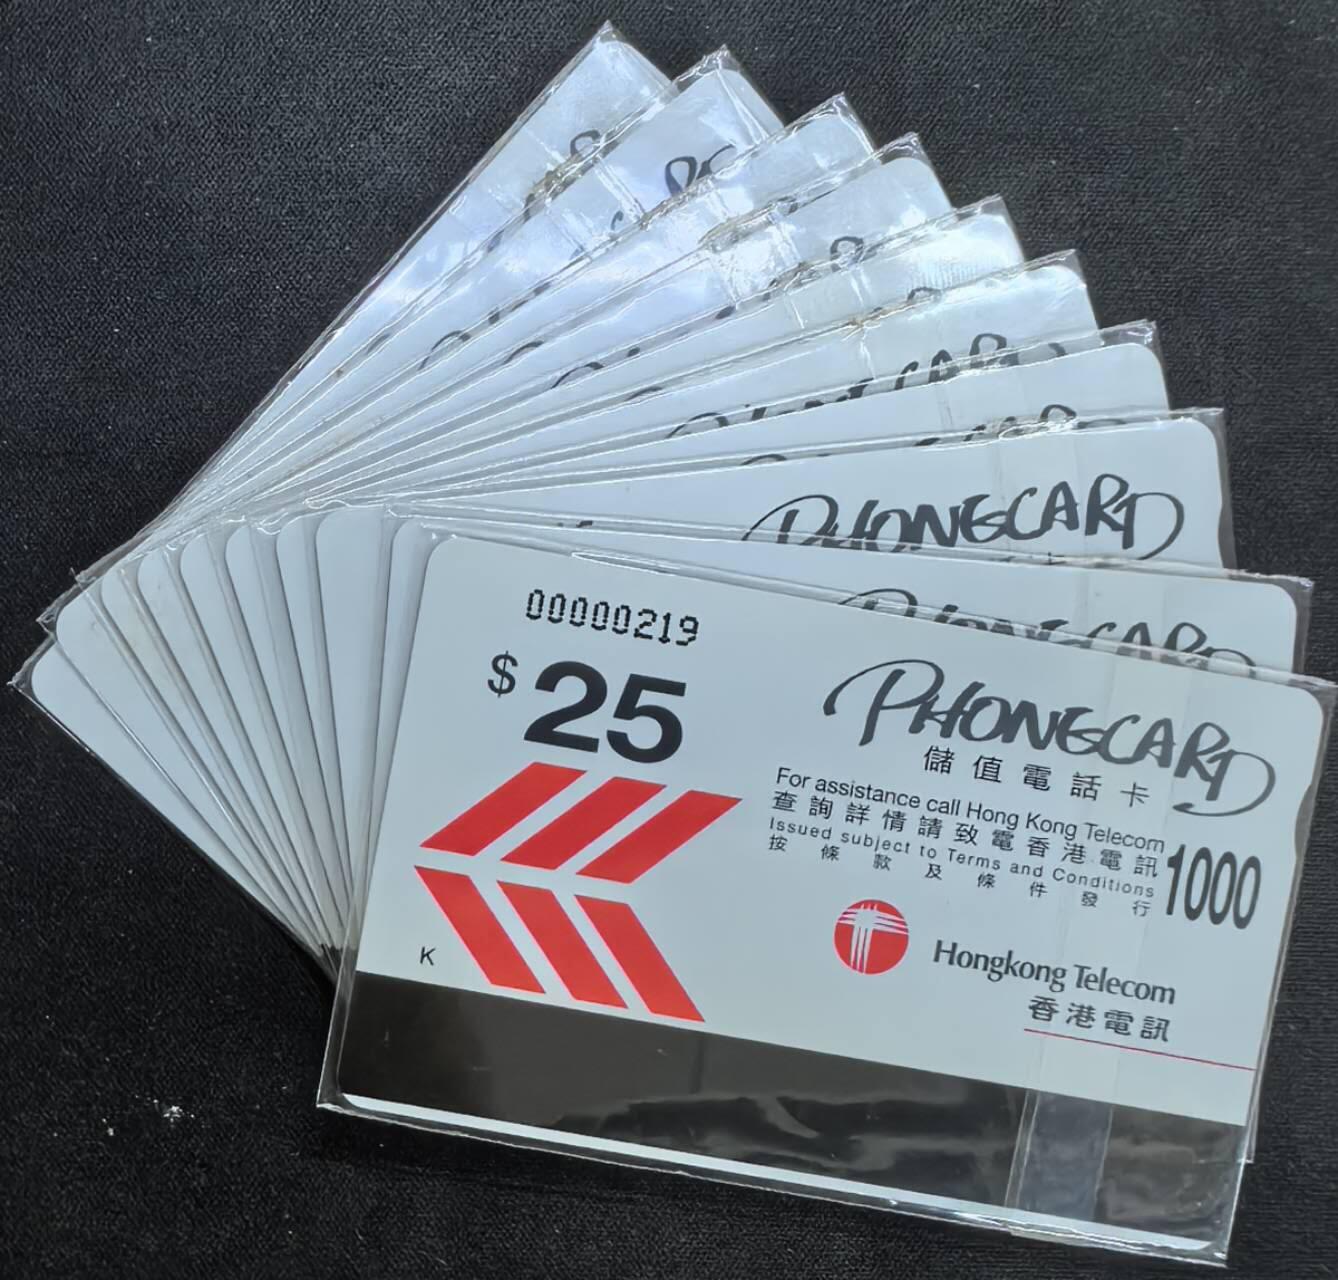 PHONECARD
PHONECARD
00000219
$25
PHONECARD
儲值電話卡
For assistance call Hong Kong Telecom
查詢詳情請致電香港電訊
Issued subject to Terms and Conditions
按條款及條件發行
1000
K
Hongkong Telecom
香港電訊